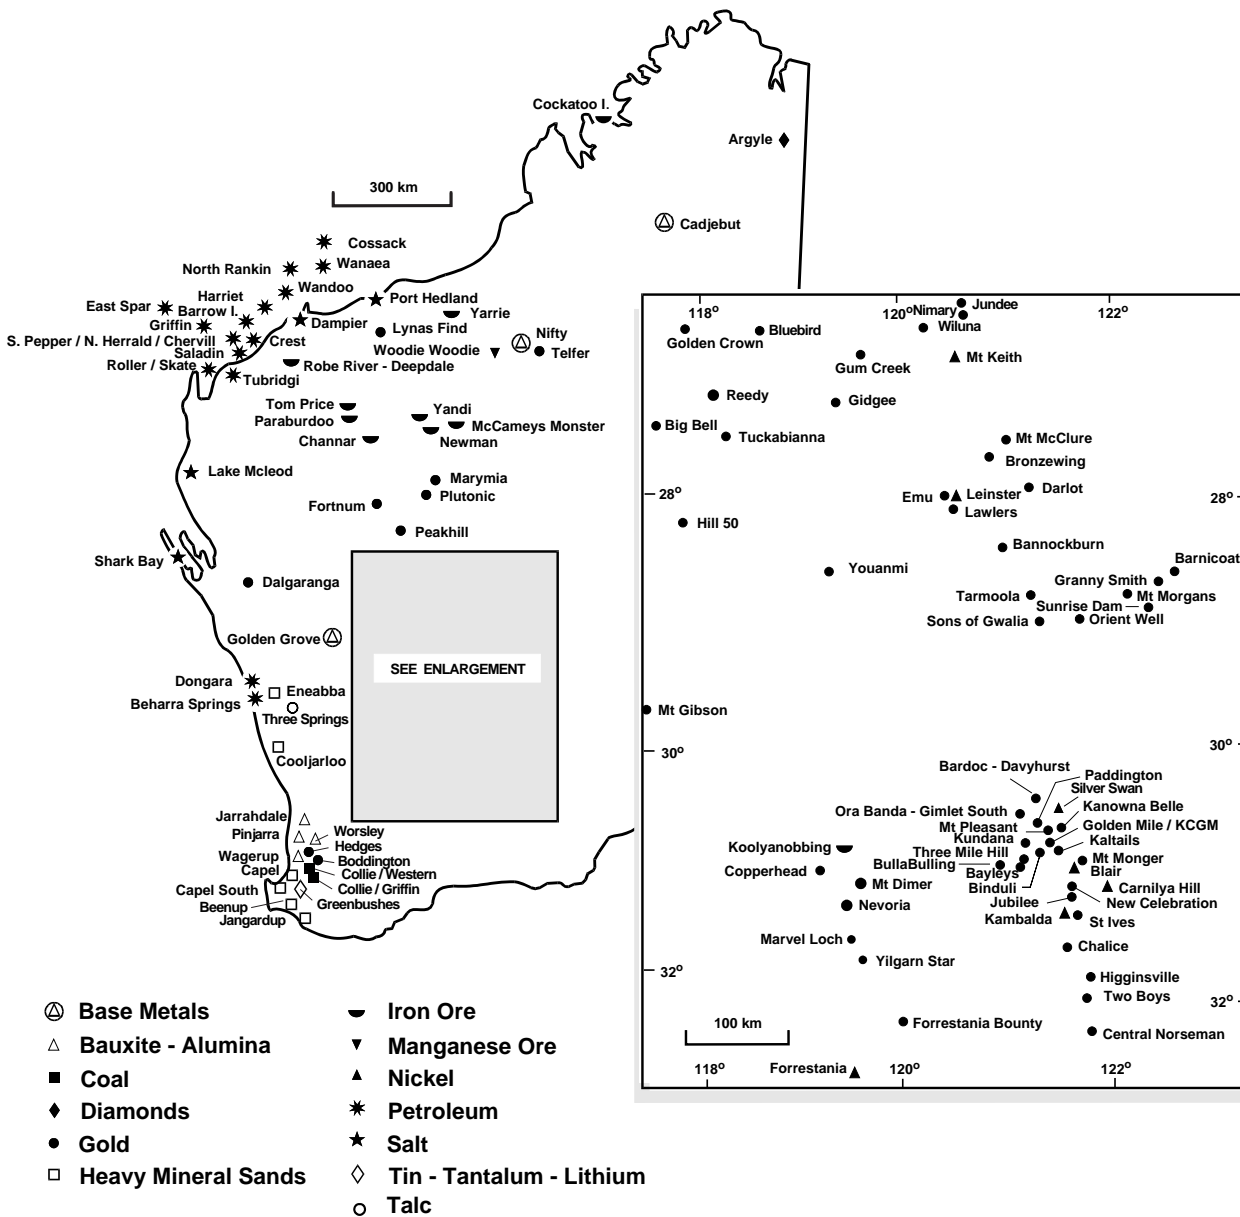 Cockatoo I.
Argyle
300 km
Cadjebut
Cossack
Wanaea
North Rankin
Wandoo
Harriet
East Spar
Barrow I.
Port Hedland
Yarrie
Griffin
Dampier
Lynas Find
Nifty
S. Pepper / N. Herrald / Chervill
Crest
Woodie Woodie
Telfer
Saladin
Roller / Skate
Robe River - Deepdale
Tubridgi
Tom Price
Yandi
Paraburdoo
McCameys Monster
Channar
Newman
Lake Mcleod
Marymia
Plutonic
Fortnum
Peakhill
Shark Bay
Dalgaranga
Golden Grove
SEE ENLARGEMENT
Dongara
Eneabba
Beharra Springs
Three Springs
Cooljarloo
Jarrahdale
Pinjarra
Worsley
Hedges
Wagerup
Boddington
Capel
Collie / Western
Capel South
Collie / Griffin
Beenup
Greenbushes
Jangardup
118°
120°
Nimary
Jundee
122°
Golden Crown
Bluebird
Wiluna
Gum Creek
Mt Keith
Reedy
Gidgee
Big Bell
Tuckabianna
Mt McClure
Bronzewing
28°
Emu
Leinster
Darlot
28°
Lawlers
Hill 50
Bannockburn
Youanmi
Barnicoat
Granny Smith
Tarmoola
Mt Morgans
Sunrise Dam
Sons of Gwalia
Orient Well
Mt Gibson
30°
30°
Bardoc - Davyhurst
Paddington
Silver Swan
Ora Banda - Gimlet South
Kanowna Belle
Mt Pleasant
Golden Mile / KCGM
Kundana
Kaltails
Koolyanobbing
Three Mile Hill
Mt Monger
Copperhead
BullaBulling
Blair
Bayleys
Mt Dimer
Binduli
Carnilya Hill
Jubilee
New Celebration
Nevoria
Kambalda
St Ives
Marvel Loch
Chalice
Yilgarn Star
32°
Higginsville
Two Boys
32°
100 km
Forrestania Bounty
Central Norseman
118°
Forrestania
120°
122°
Base Metals
Bauxite - Alumina
Coal
Diamonds
Gold
Heavy Mineral Sands
Iron Ore
Manganese Ore
Nickel
Petroleum
Salt
Tin - Tantalum - Lithium
Talc